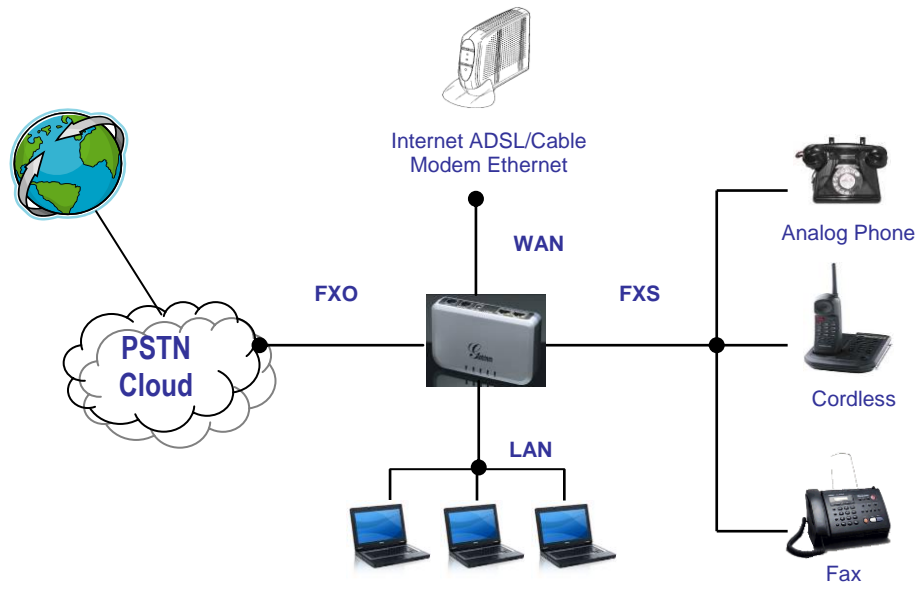 Internet ADSL/Cable
Modem Ethernet
WAN
FXO
FXS
PSTN
Cloud
LAN
Analog Phone
Cordless
Fax